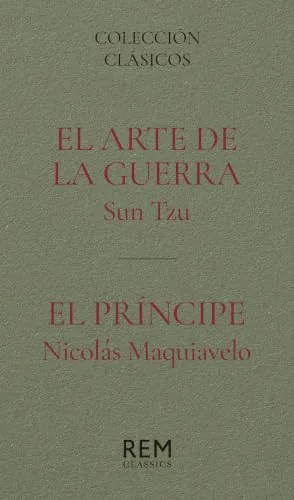 COLECCIÓN
CLÁSICOS
EL ARTE DE
LA GUERRA
Sun Tzu
EL PRÍNCIPE
Nicolás Maquiavelo
REM
CLASSICS